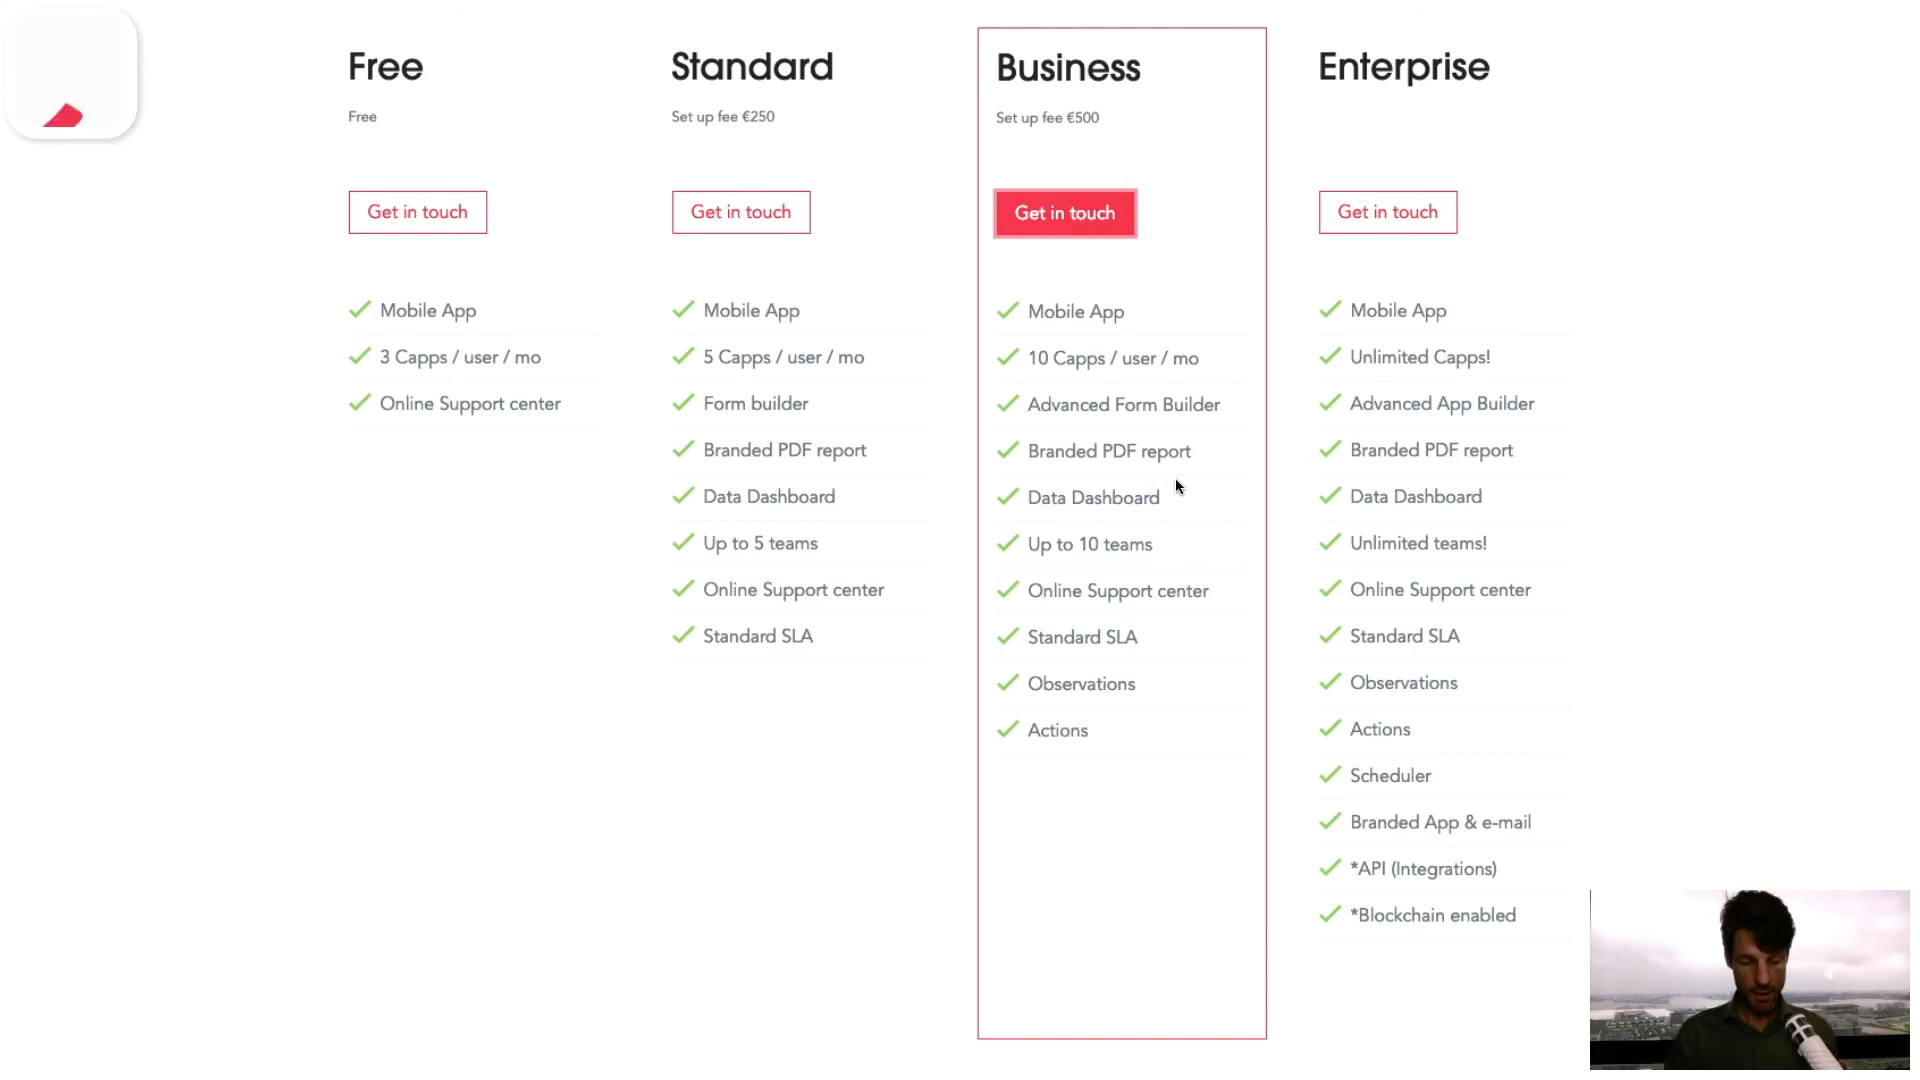 Free
Free
Get in touch
Mobile App
3 Capps / user / mo
Online Support center
Standard
Set up fee €250
Get in touch
Mobile App
5 Capps / user / mo
Form builder
Branded PDF report
Data Dashboard
Up to 5 teams
Online Support center
Standard SLA
Business
Set up fee €500
Get in touch
Mobile App
10 Capps / user / mo
Advanced Form Builder
Branded PDF report
Data Dashboard
Up to 10 teams
Online Support center
Standard SLA
Observations
Actions
Enterprise
Get in touch
Mobile App
Unlimited Capps!
Advanced App Builder
Branded PDF report
Data Dashboard
Unlimited teams!
Online Support center
Standard SLA
Observations
Actions
Scheduler
Branded App & e-mail
*API (Integrations)
*Blockchain enabled